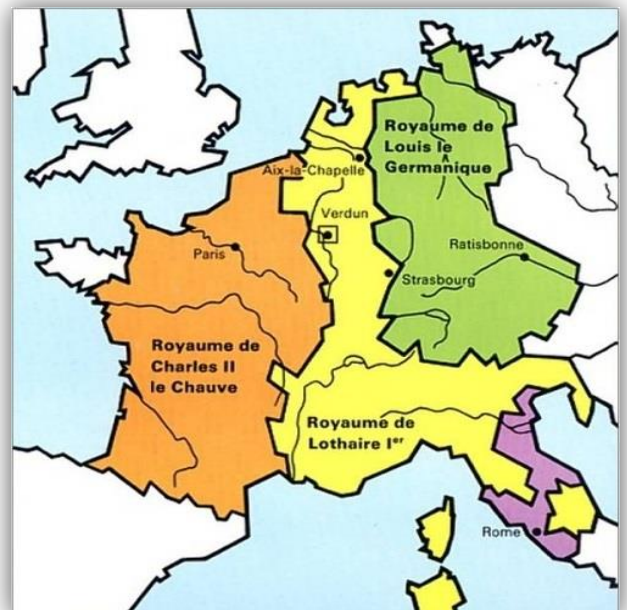 Royaume de
Louis le
Germanique
Aix-la-Chapelle
Verdun
Paris
Ratisbonne
Strasbourg
Royaume de
Charles II
le Chauve
Royaume de
Lothaire Iᵉʳ
Rome